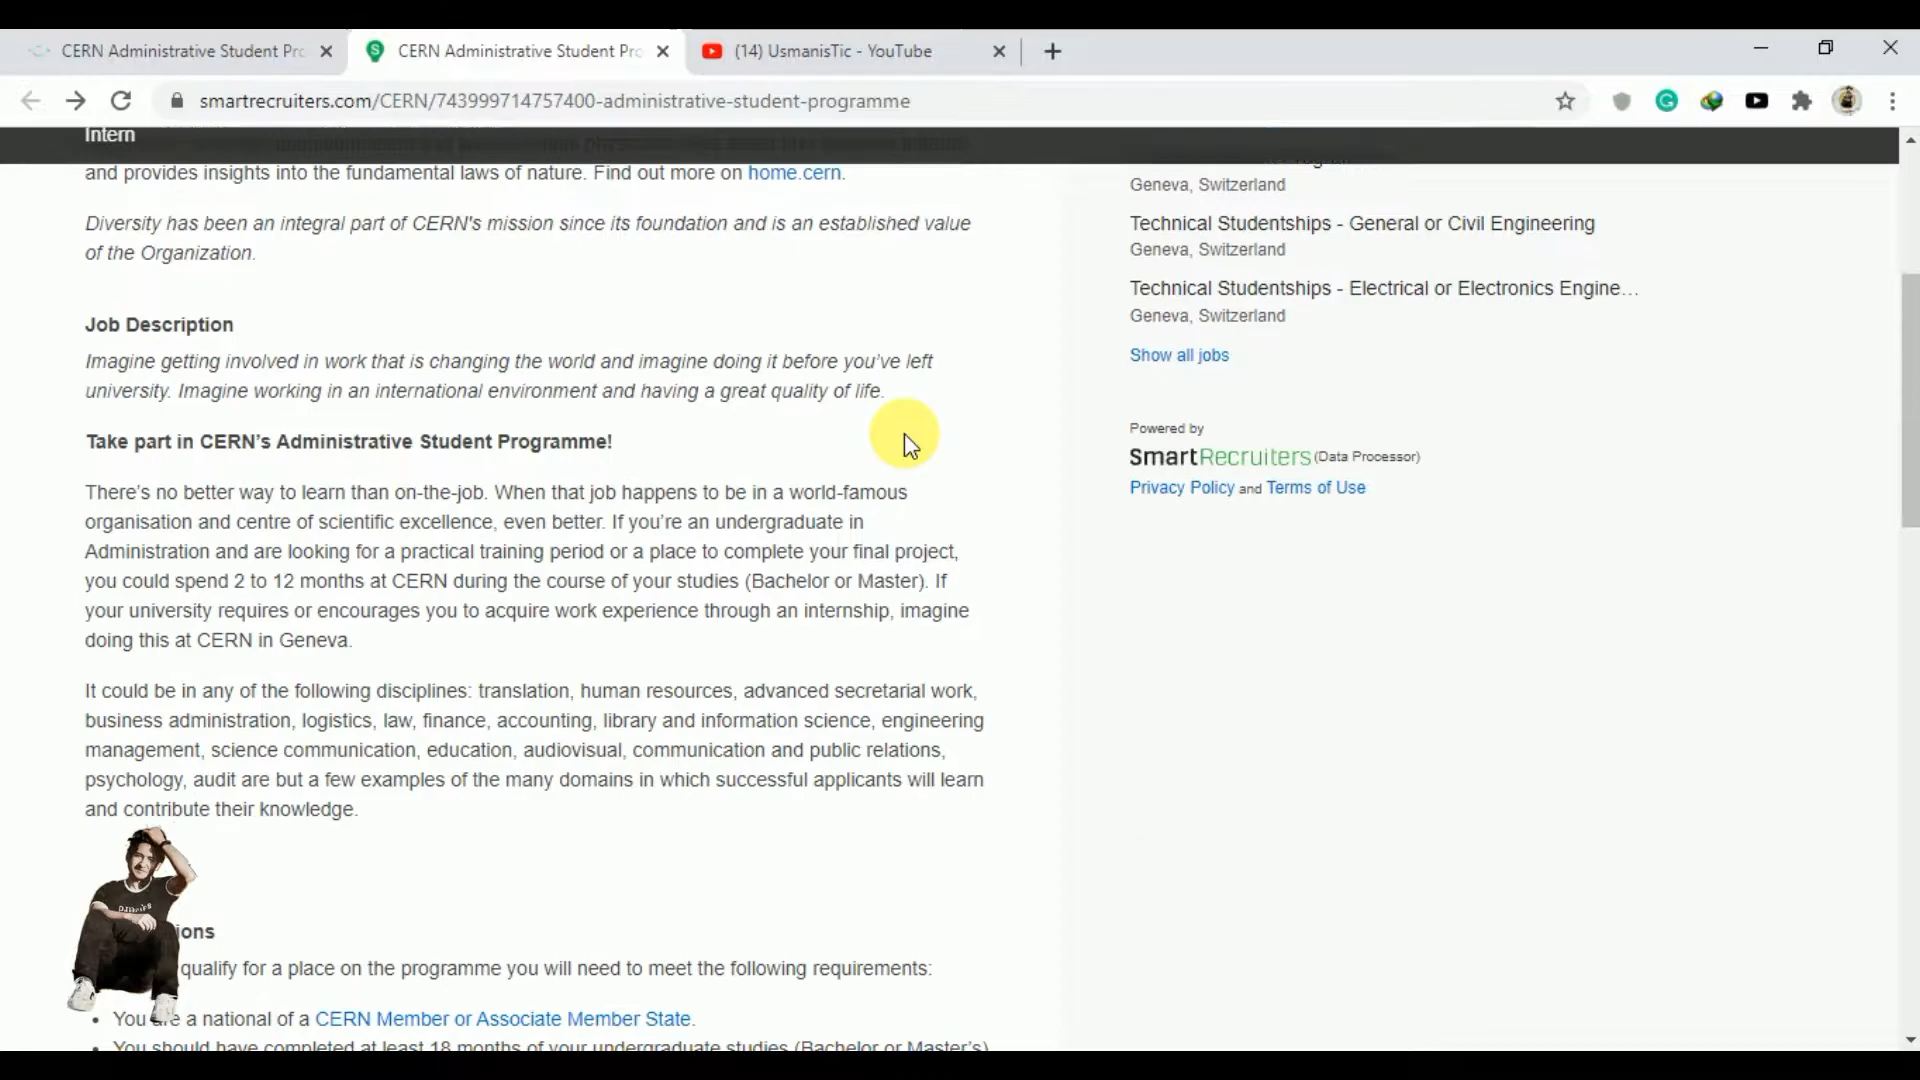 CERN Administrative Student Pro
CERN Administrative Student Pro
(14) UsmanisTic - YouTube
smartrecruiters.com/CERN/743999714757400-administrative-student-programme
Intern
and provides insights into the fundamental laws of nature. Find out more on home.cern.
Diversity has been an integral part of CERN's mission since its foundation and is an established value
of the Organization.
Job Description
Imagine getting involved in work that is changing the world and imagine doing it before you’ve left
university. Imagine working in an international environment and having a great quality of life.
Take part in CERN’s Administrative Student Programme!
There’s no better way to learn than on-the-job. When that job happens to be in a world-famous
organisation and centre of scientific excellence, even better. If you’re an undergraduate in
Administration and are looking for a practical training period or a place to complete your final project,
you could spend 2 to 12 months at CERN during the course of your studies (Bachelor or Master). If
your university requires or encourages you to acquire work experience through an internship, imagine
doing this at CERN in Geneva.
It could be in any of the following disciplines: translation, human resources, advanced secretarial work,
business administration, logistics, law, finance, accounting, library and information science, engineering
management, science communication, education, audiovisual, communication and public relations,
psychology, audit are but a few examples of the many domains in which successful applicants will learn
and contribute their knowledge.
ions
qualify for a place on the programme you will need to meet the following requirements:
You are a national of a CERN Member or Associate Member State.
You should have completed at least 18 months of your undergraduate studies (Bachelor or Master's)
Geneva, Switzerland
Technical Studentships - General or Civil Engineering
Geneva, Switzerland
Technical Studentships - Electrical or Electronics Engine…
Geneva, Switzerland
Show all jobs
Powered by
SmartRecruiters (Data Processor)
Privacy Policy and Terms of Use